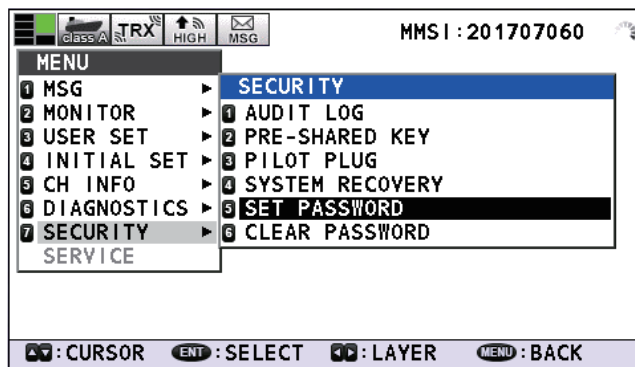 class A TRX HIGH MSG MMSI:201707060
MENU
1 MSG
2 MONITOR
3 USER SET
4 INITIAL SET
5 CH INFO
6 DIAGNOSTICS
7 SECURITY
SERVICE
SECURITY
1 AUDIT LOG
2 PRE-SHARED KEY
3 PILOT PLUG
4 SYSTEM RECOVERY
5 SET PASSWORD
6 CLEAR PASSWORD
:CURSOR ENT:SELECT :LAYER MENU:BACK